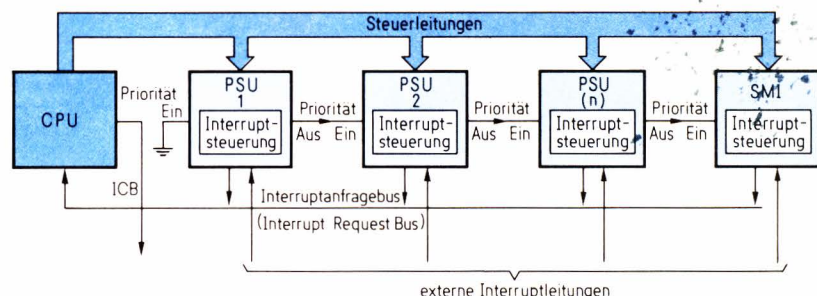 Steuerleitungen
CPU
Priorität
Ein
PSU
1
Interrupt-
steuerung
Priorität
Aus Ein
PSU
2
Interrupt-
steuerung
Priorität
Aus Ein
PSU
(n)
Interrupt-
steuerung
Priorität
Aus Ein
SMI
Interrupt-
steuerung
ICB
Interruptanfragebus
(Interrupt Request Bus)
externe Interruptleitungen